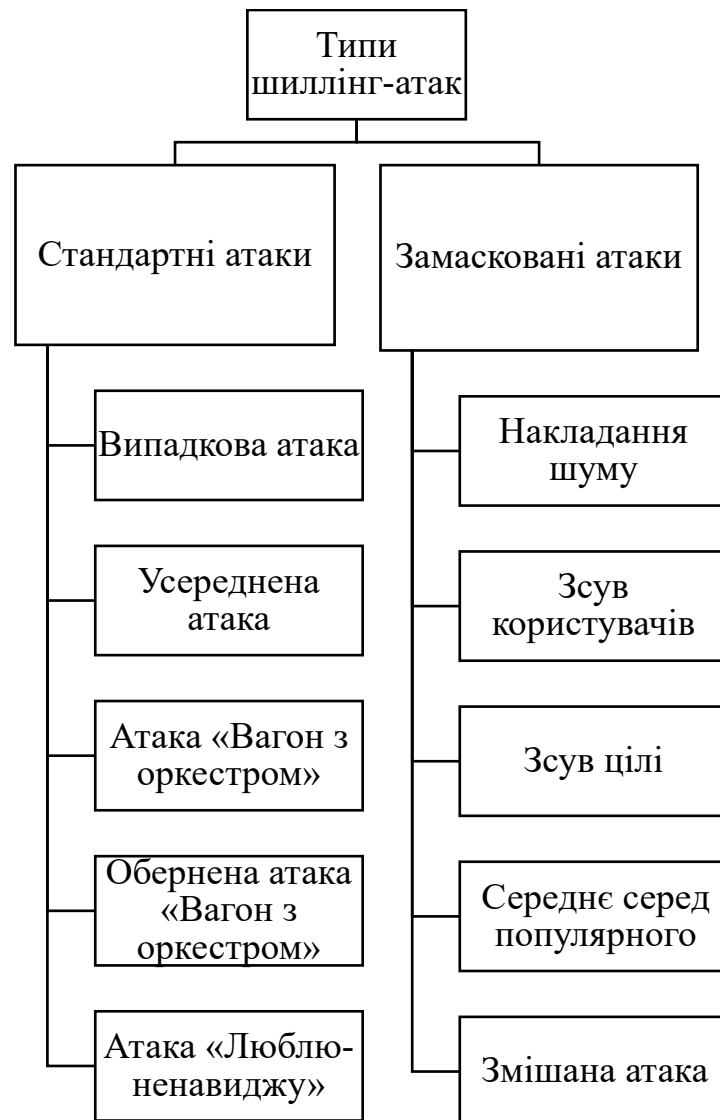 Типи
шиллінг-атак
Стандартні атаки
Замасковані атаки
Випадкова атака
Усереднена
атака
Атака «Вагон з
оркестром»
Обернена атака
«Вагон з
оркестром»
Атака «Люблю-
ненавиджу»
Накладання
шуму
Зсув
користувачів
Зсув цілі
Середнє серед
популярного
Змішана атака